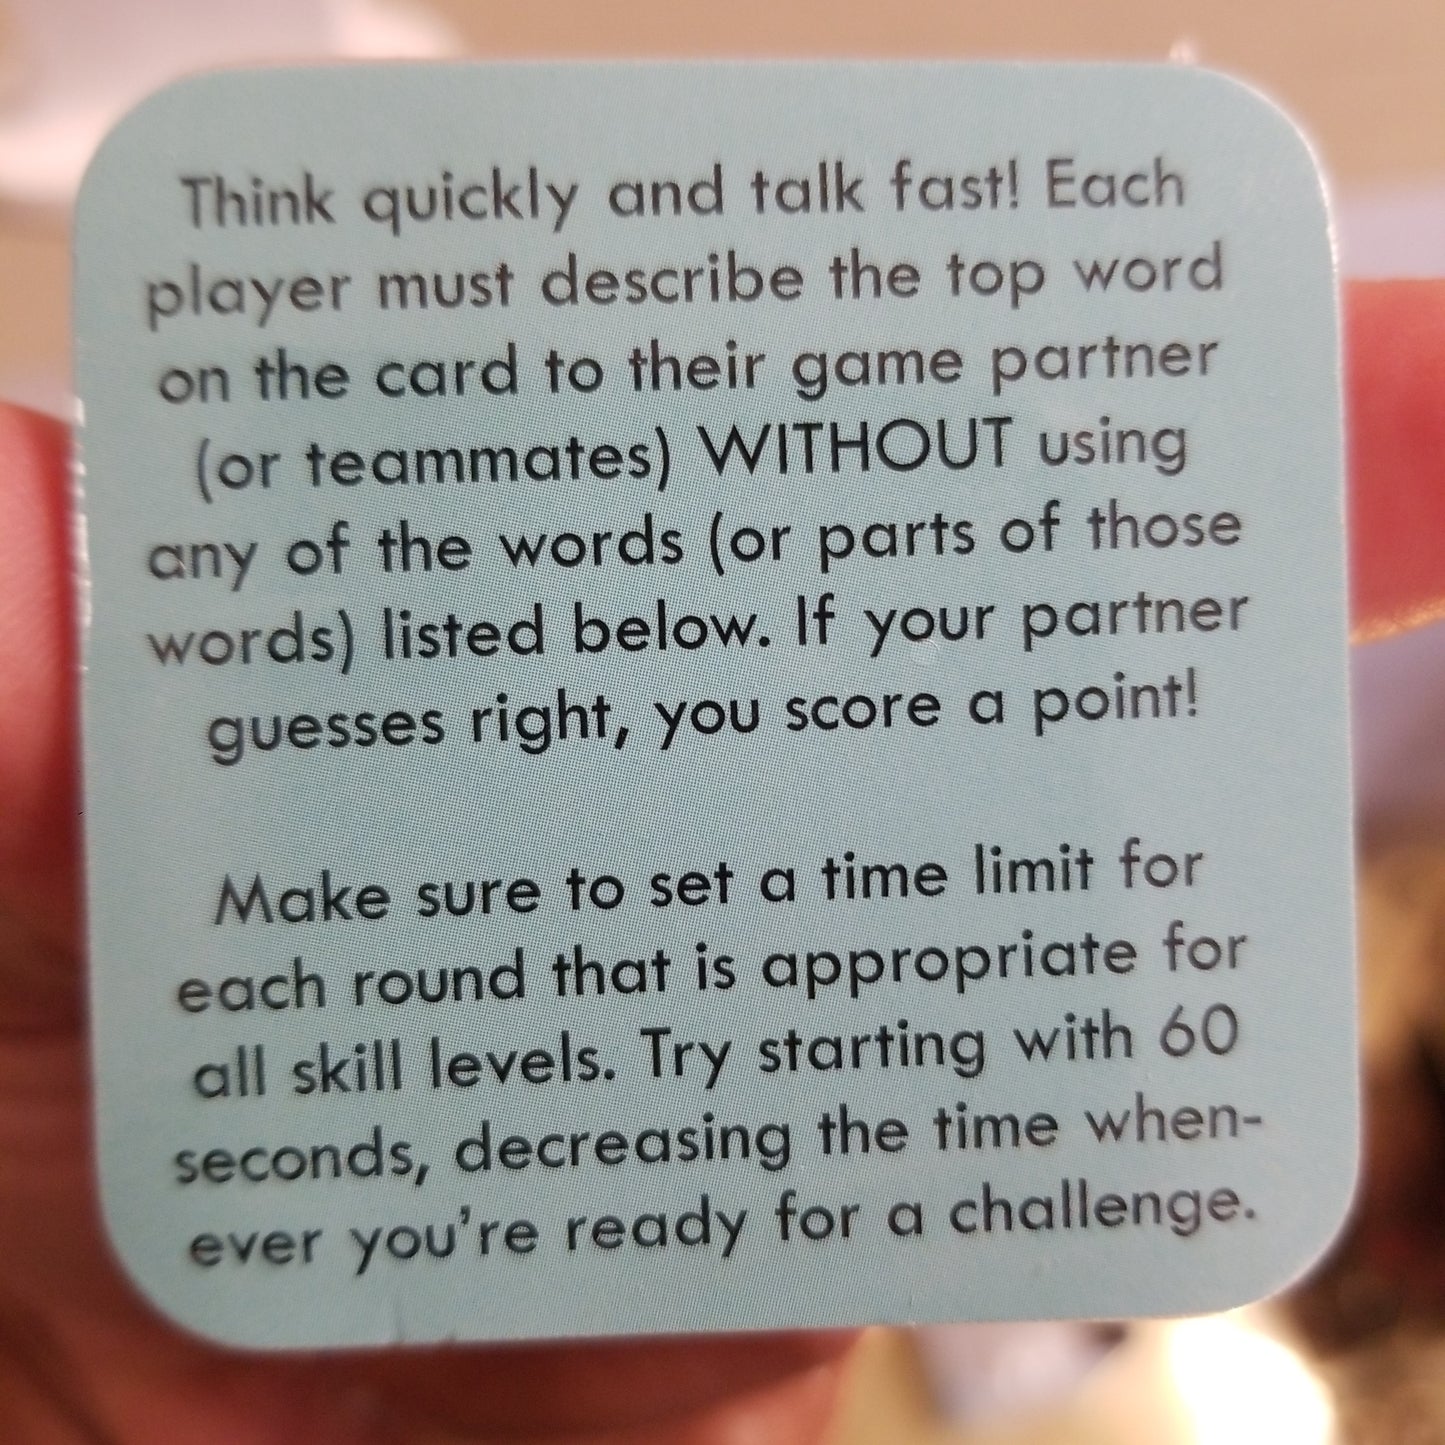 Think quickly and talk fast! Each
player must describe the top word
on the card to their game partner
(or teammates) WITHOUT using
any of the words (or parts of those
words) listed below. If your partner
guesses right, you score a point!
Make sure to set a time limit for
each round that is appropriate for
all skill levels. Try starting with 60
seconds, decreasing the time when-
ever you're ready for a challenge.